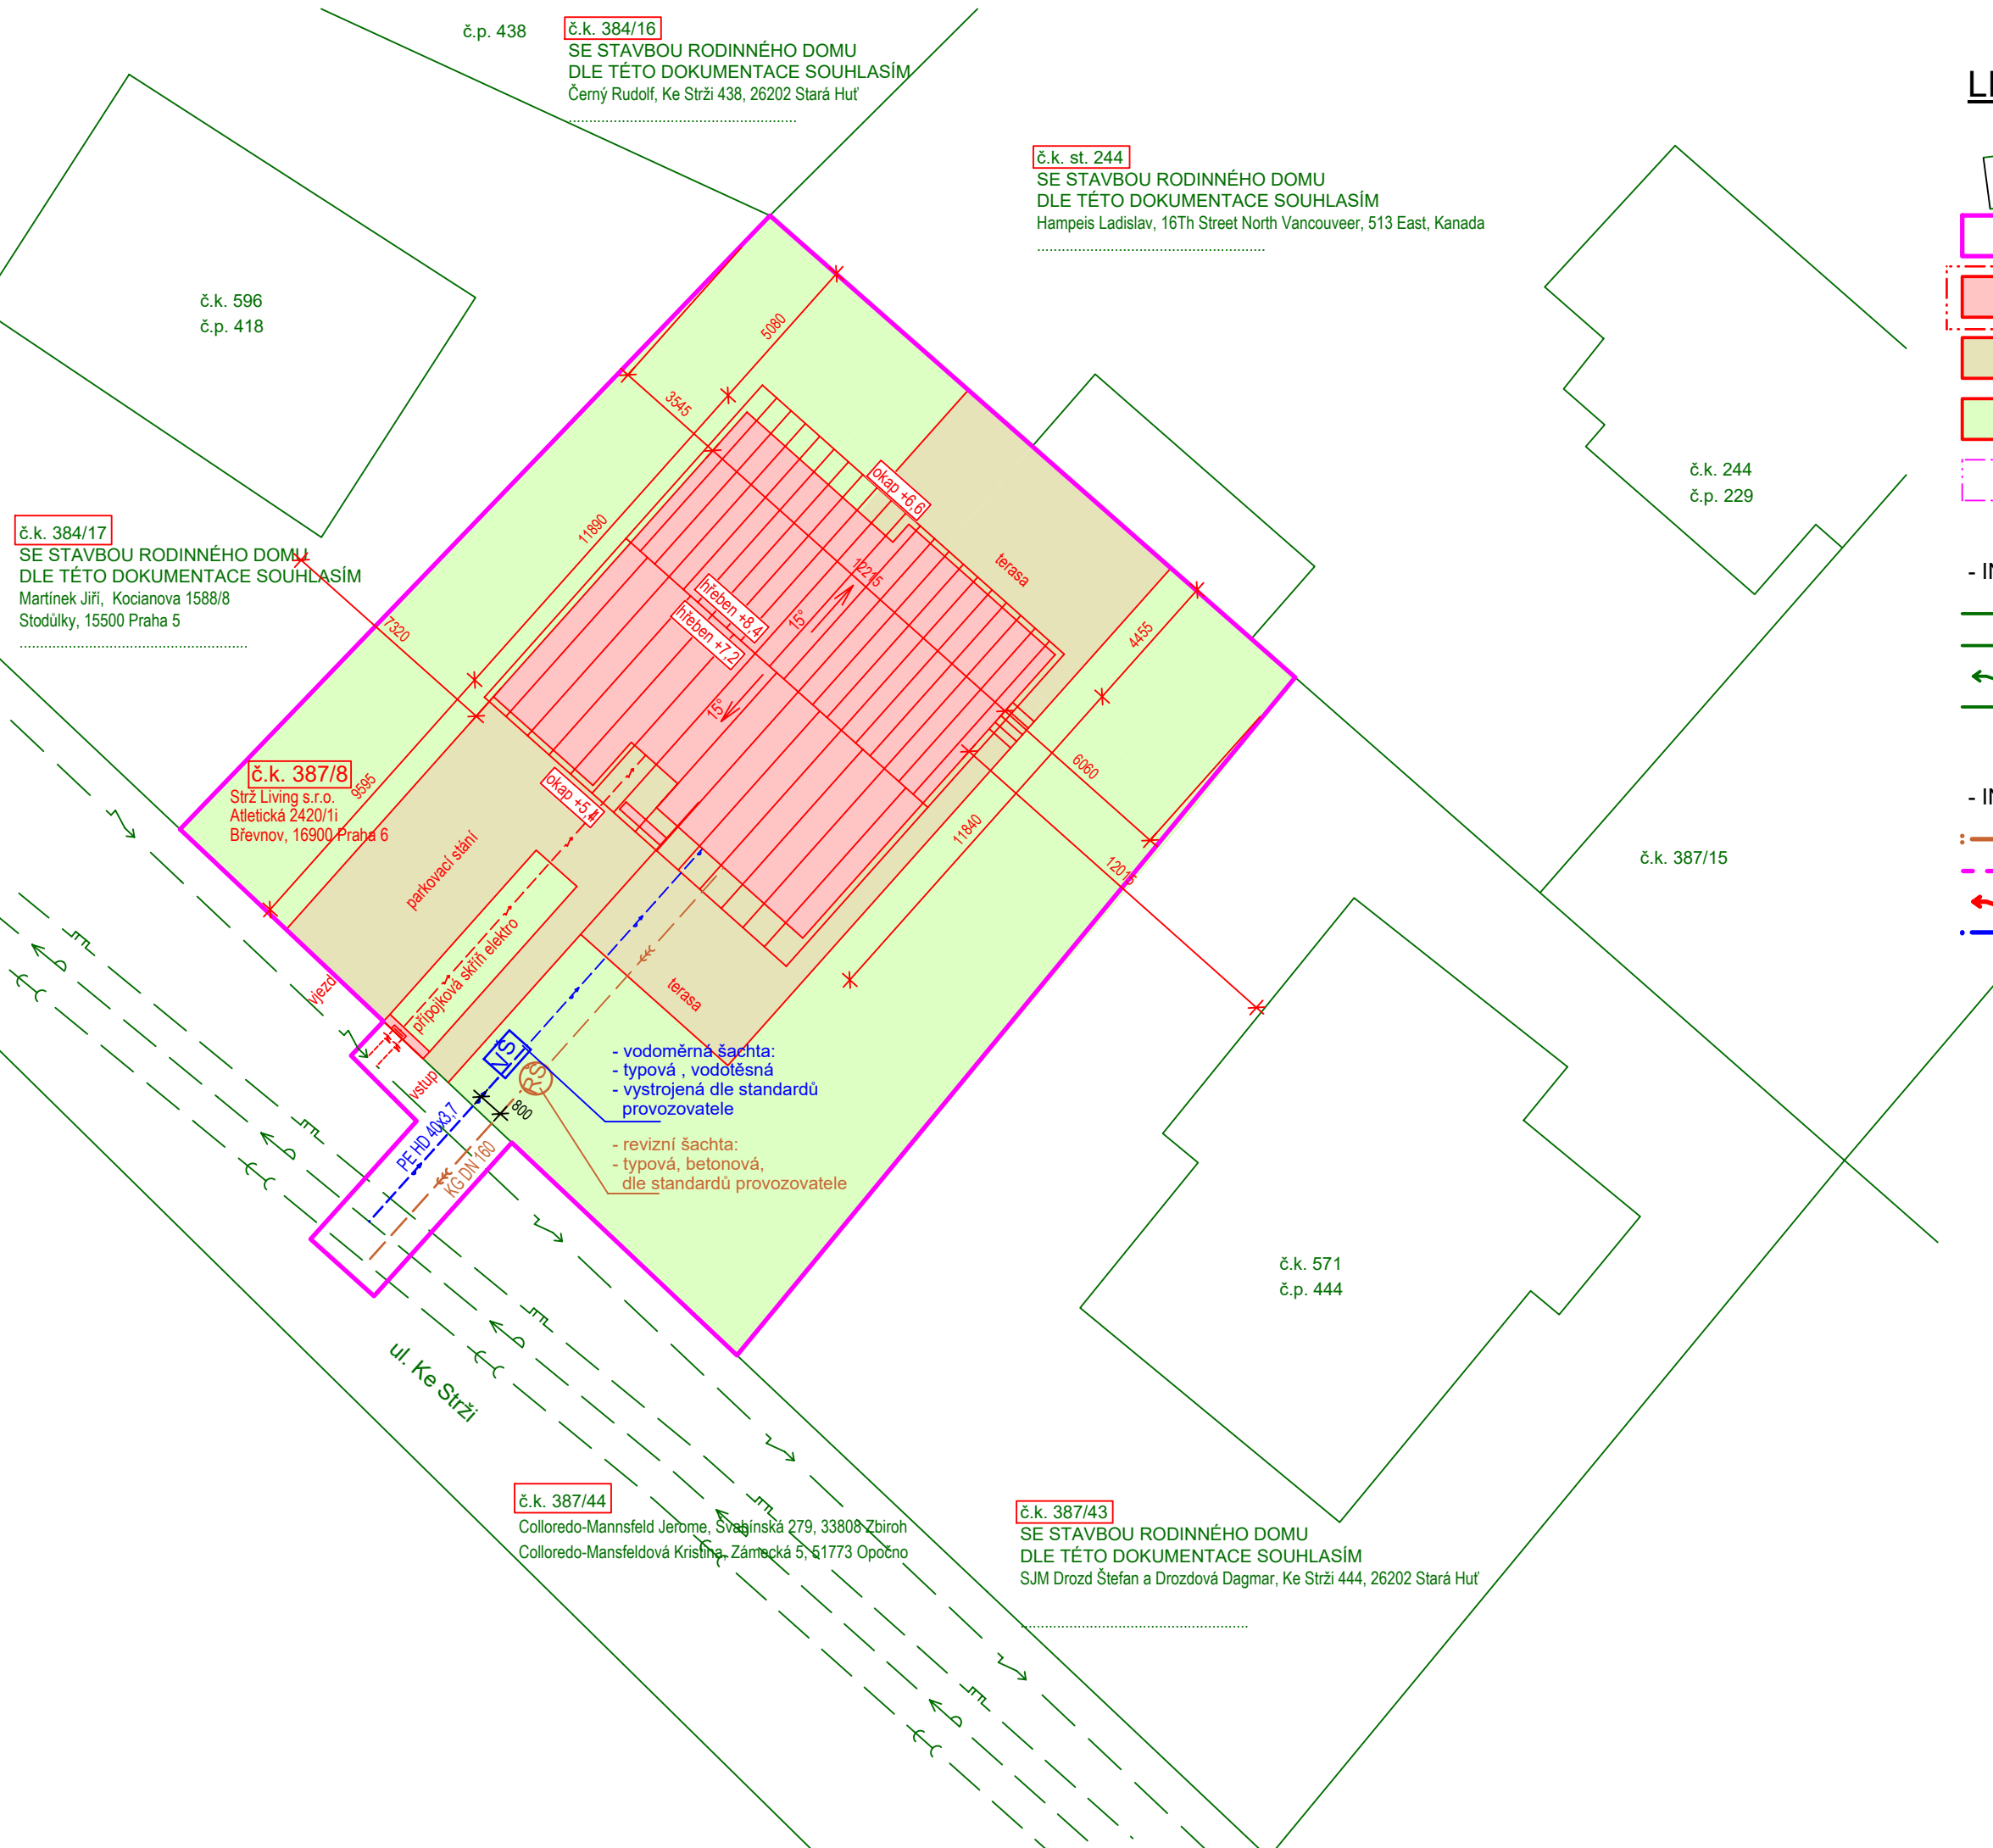 č.p. 438
č.k. 384/16
SE STAVBOU RODINNÉHO DOMU
DLE TÉTO DOKUMENTACE SOUHLASÍM
Černý Rudolf, Ke Strži 438, 26202 Stará Huť
č.k. st. 244
SE STAVBOU RODINNÉHO DOMU
DLE TÉTO DOKUMENTACE SOUHLASÍM
Hampeis Ladislav, 16Th Street North Vancouveer, 513 East, Kanada
č.k. 596
č.p. 418
č.k. 244
č.p. 229
č.k. 384/17
SE STAVBOU RODINNÉHO DOMU
DLE TÉTO DOKUMENTACE SOUHLASÍM
Martínek Jiří, Kocianova 1588/8
Stodůlky, 15500 Praha 5
5080
3545
11890
okap +6,6
terasa
12215
15°
hřeben +8,4
hřeben +7,2
15°
7320
4455
6060
11840
12015
okap +5,4
č.k. 387/8
Strž Living s.r.o.
Atletická 2420/1i
Břevnov, 16900 Praha 6
9595
parkovací stání
přípojková skříň elektro
vjezd
vstup
terasa
č.k. 387/15
VŠ
RŠ
800
- vodoměrná šachta:
- typová , vodotěsná
- vystrojená dle standardů
provozovatele
- revizní šachta:
- typová, betonová,
dle standardů provozovatele
PE HD 40x3,7
KG DN 160
č.k. 571
č.p. 444
ul. Ke Strži
č.k. 387/44
Colloredo-Mannsfeld Jerome, Švabinská 279, 33808 Zbiroh
Colloredo-Mansfeldová Kristina, Zámecká 5, 51773 Opočno
č.k. 387/43
SE STAVBOU RODINNÉHO DOMU
DLE TÉTO DOKUMENTACE SOUHLASÍM
SJM Drozd Štefan a Drozdová Dagmar, Ke Strži 444, 26202 Stará Huť